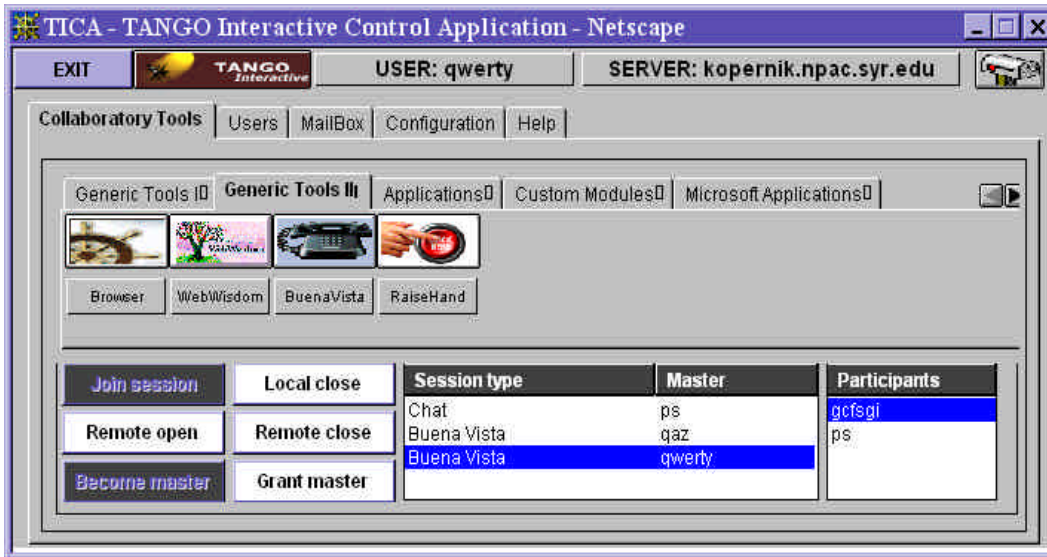 TICA - TANGO Interactive Control Application - Netscape
EXIT TANGO Interactive USER: qwerty SERVER: kopernik.npac.syr.edu
Collaboratory Tools Users MailBox Configuration Help
Generic Tools I Generic Tools II Applications Custom Modules Microsoft Applications
WebWisdom
Browser WebWisdom BuenaVista RaiseHand
Join session Local close Session type Master Participants
Chat ps gcfsgi
Remote open Remote close Buena Vista qaz ps
Buena Vista qwerty
Become master Grant master